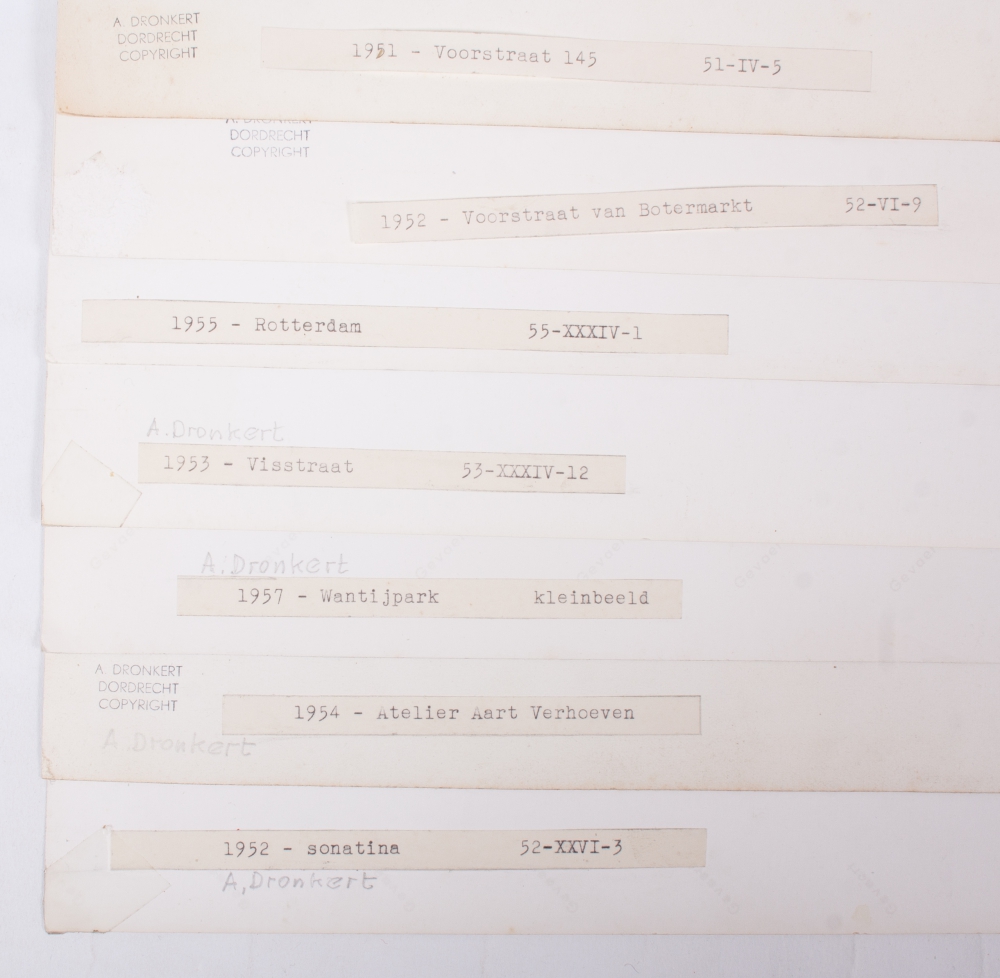 A. DRONKERT
DORDRECHT
COPYRIGHT
1951 - Voorstraat 145 51-IV-5
A. DRONKERT
DORDRECHT
COPYRIGHT
1952 - Voorstraat van Botermarkt 52-VI-9
1955 - Rotterdam 55-XXXIV-1
A.Dronkert
1953 - Visstraat 53-XXXIV-12
A.Dronkert
1957 - Wantijpark kleinbeeld
A DRONKERT
DORDRECHT
COPYRIGHT
1954 - Atelier Aart Verhoeven
A.Dronkert
1952 - sonatina 52-XXVI-3
A,Dronkert